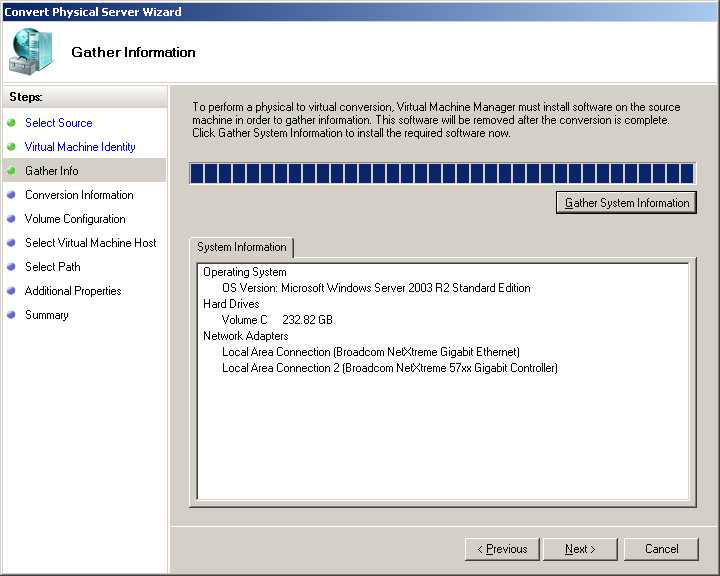 Convert Physical Server Wizard
Gather Information
Steps:
Select Source
Virtual Machine Identity
Gather Info
Conversion Information
Volume Configuration
Select Virtual Machine Host
Select Path
Additional Properties
Summary
To perform a physical to virtual conversion, Virtual Machine Manager must install software on the source
machine in order to gather information. This software will be removed after the conversion is complete.
Click Gather System Information to install the required software now.
Gather System Information
System Information
Operating System
OS Version: Microsoft Windows Server 2003 R2 Standard Edition
Hard Drives
Volume C 232.82 GB
Network Adapters
Local Area Connection (Broadcom NetXtreme Gigabit Ethernet)
Local Area Connection 2 (Broadcom NetXtreme 57xx Gigabit Controller)
< Previous
Next >
Cancel